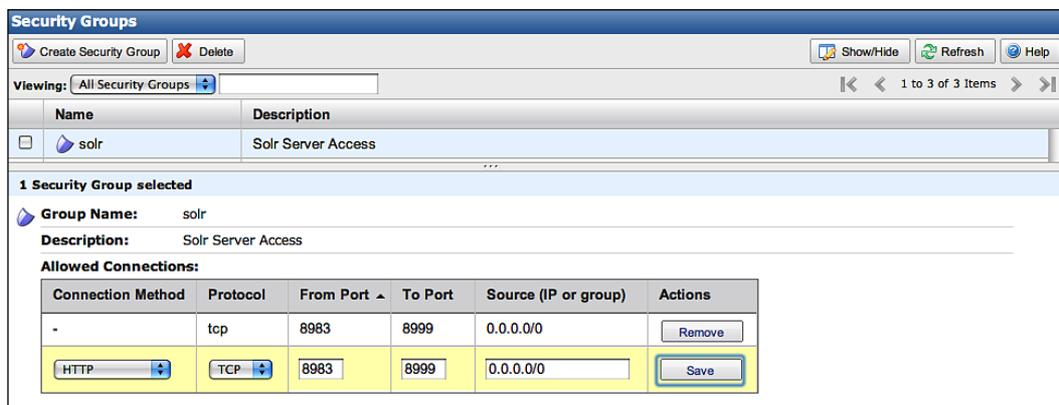 Security Groups
Create Security Group Delete Show/Hide Refresh Help
Viewing: All Security Groups 1 to 3 of 3 Items
Name Description
solr Solr Server Access
1 Security Group selected
Group Name: solr
Description: Solr Server Access
Allowed Connections:
Connection Method Protocol From Port To Port Source (IP or group) Actions
- tcp 8983 8999 0.0.0.0/0 Remove
HTTP TCP 8983 8999 0.0.0.0/0 Save